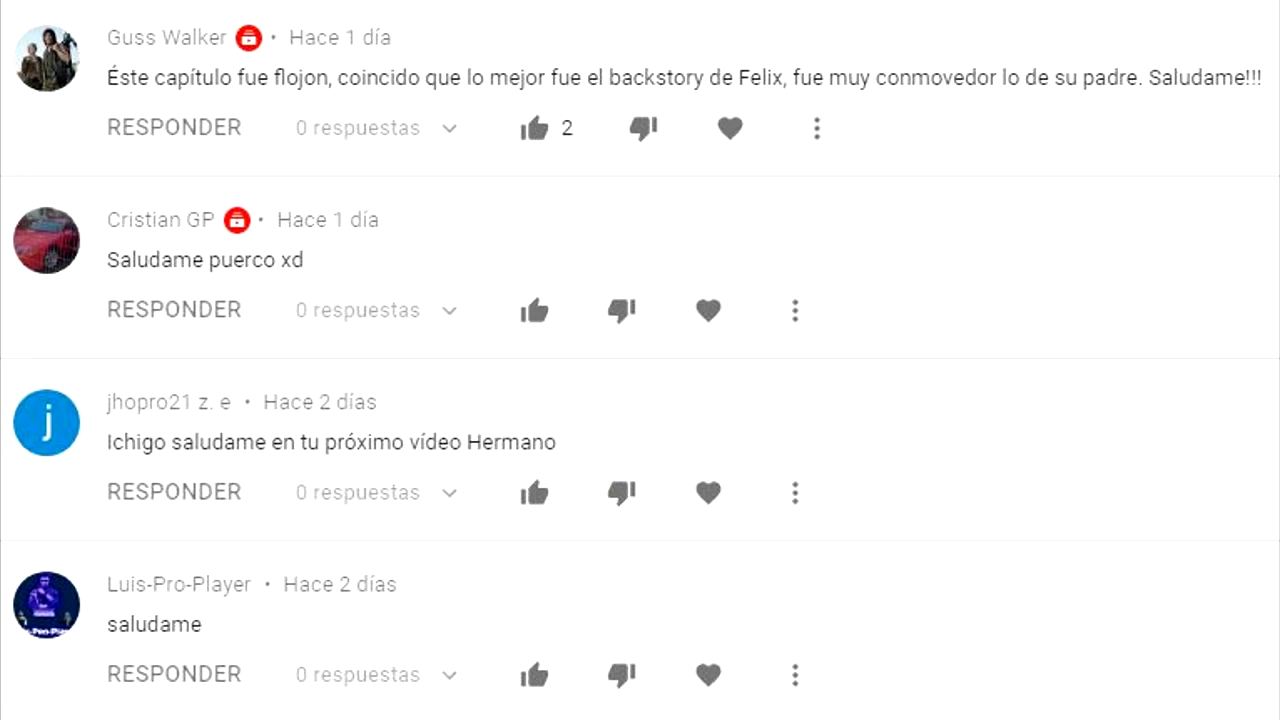 Guss Walker • Hace 1 día
Éste capítulo fue flojon, coincido que lo mejor fue el backstory de Felix, fue muy conmovedor lo de su padre. Saludame!!!
RESPONDER 0 respuestas 2
Cristian GP • Hace 1 día
Saludame puerco xd
RESPONDER 0 respuestas
j
jhopro21 z. e • Hace 2 días
Ichigo saludame en tu próximo vídeo Hermano
RESPONDER 0 respuestas
Luis-Pro-Player • Hace 2 días
saludame
RESPONDER 0 respuestas